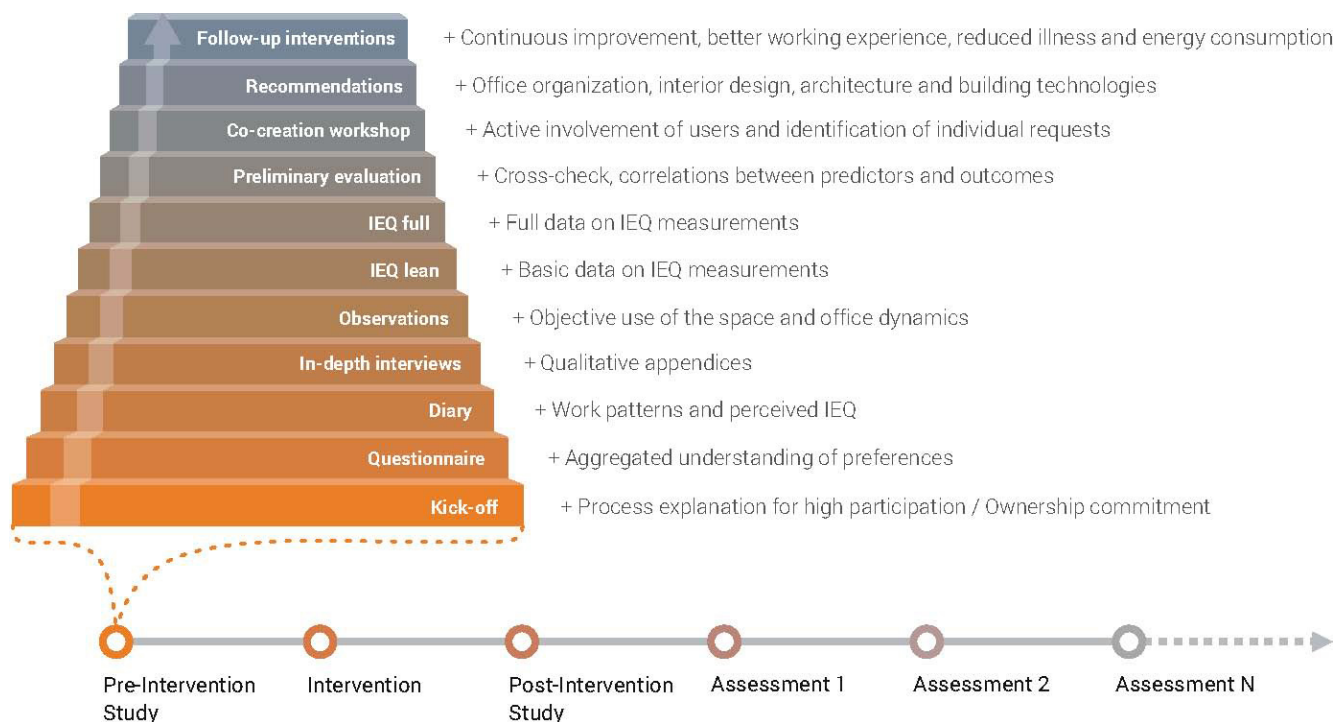 Follow-up interventions + Continuous improvement, better working experience, reduced illness and energy consumption
Recommendations + Office organization, interior design, architecture and building technologies
Co-creation workshop + Active involvement of users and identification of individual requests
Preliminary evaluation + Cross-check, correlations between predictors and outcomes
IEQ full + Full data on IEQ measurements
IEQ lean + Basic data on IEQ measurements
Observations + Objective use of the space and office dynamics
In-depth interviews + Qualitative appendices
Diary + Work patterns and perceived IEQ
Questionnaire + Aggregated understanding of preferences
Kick-off + Process explanation for high participation / Ownership commitment
Pre-Intervention
Study
Intervention
Post-Intervention
Study
Assessment 1
Assessment 2
Assessment N